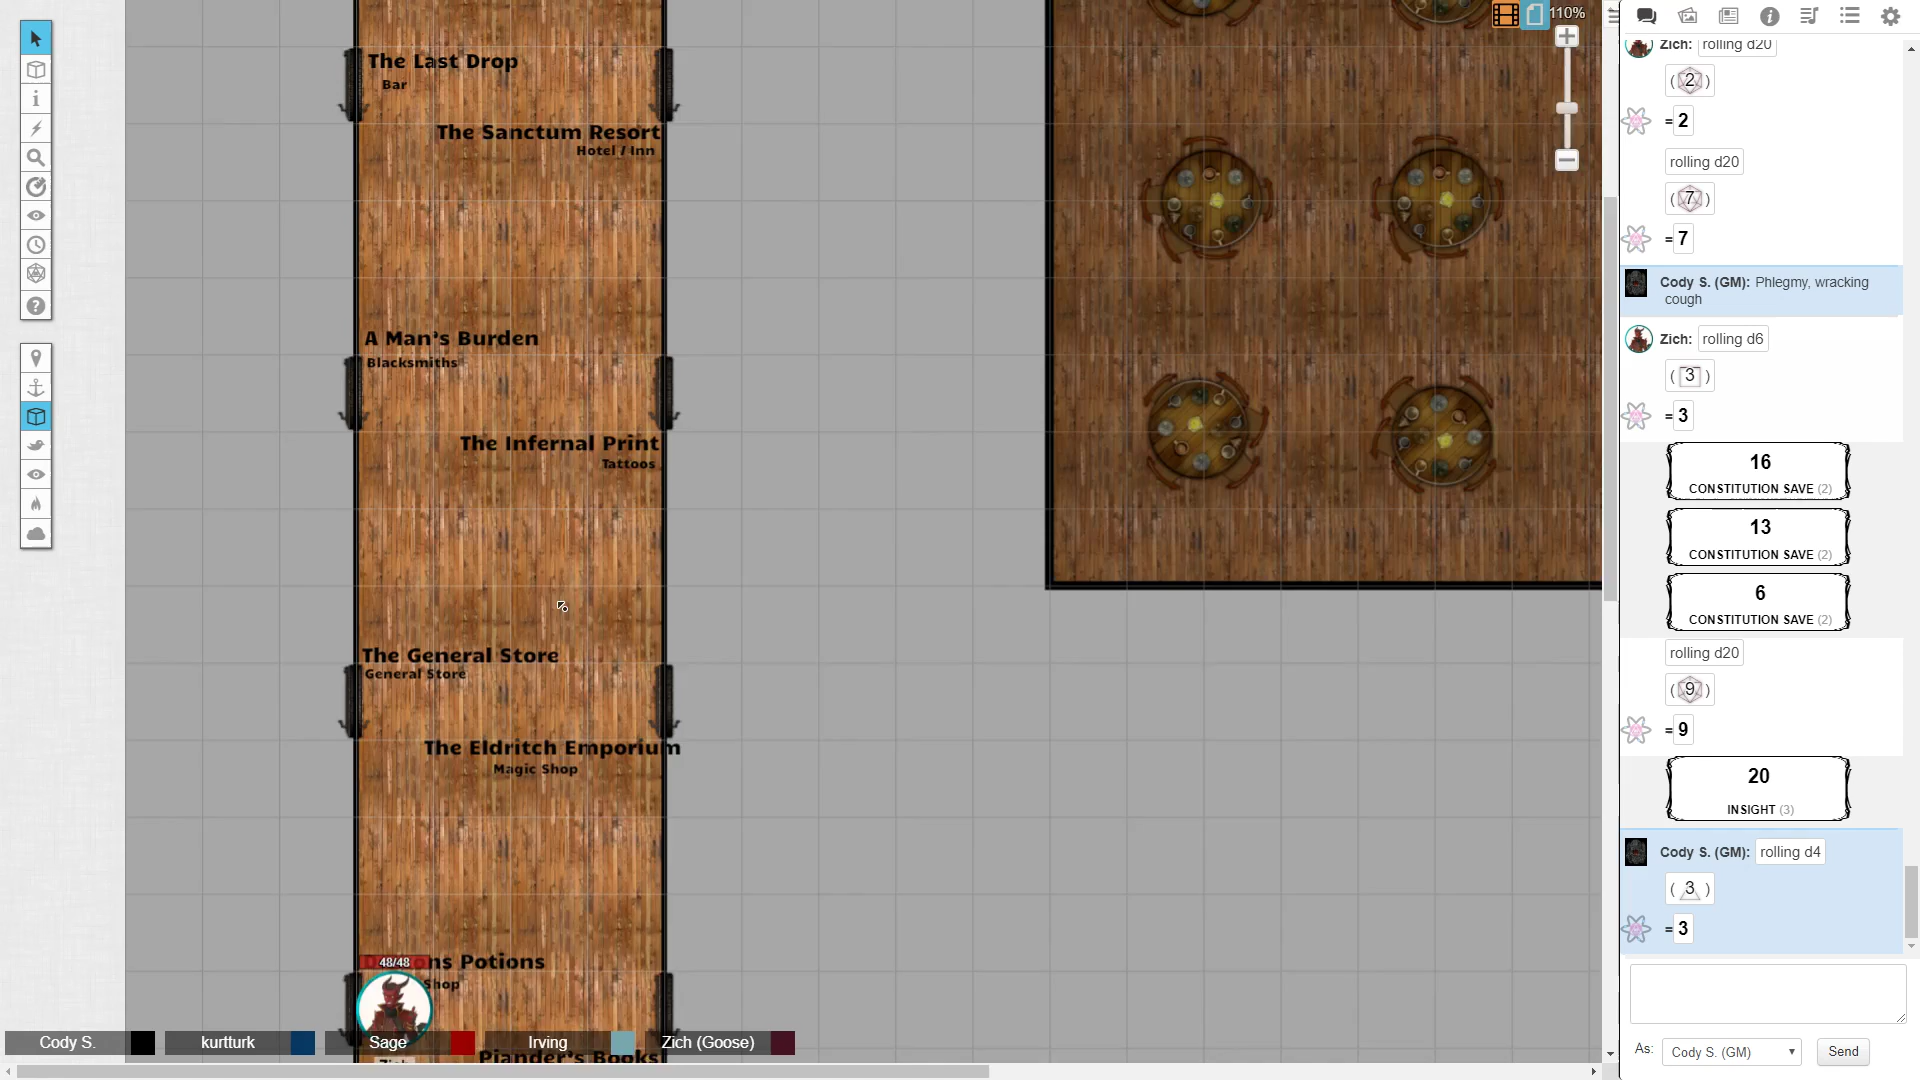 The Last Drop
Bar
The Sanctum Resort
Hotel / Inn
A Man's Burden
Blacksmiths
The Infernal Print
Tattoos
The General Store
General Store
The Eldritch Emporium
Magic Shop
48/48
ns Potions
Shop
Piander's Books
Cody S.
kurtturk
Sage
Irving
Zich (Goose)
110%
Zich: rolling d20
( 2 )
=2
rolling d20
( 7 )
=7
Cody S. (GM): Phlegmy, wracking
cough
Zich: rolling d6
( 3 )
=3
16
CONSTITUTION SAVE (2)
13
CONSTITUTION SAVE (2)
6
CONSTITUTION SAVE (2)
rolling d20
( 9 )
=9
20
INSIGHT (3)
Cody S. (GM): rolling d4
( 3 )
=3
As: Cody S. (GM) Send